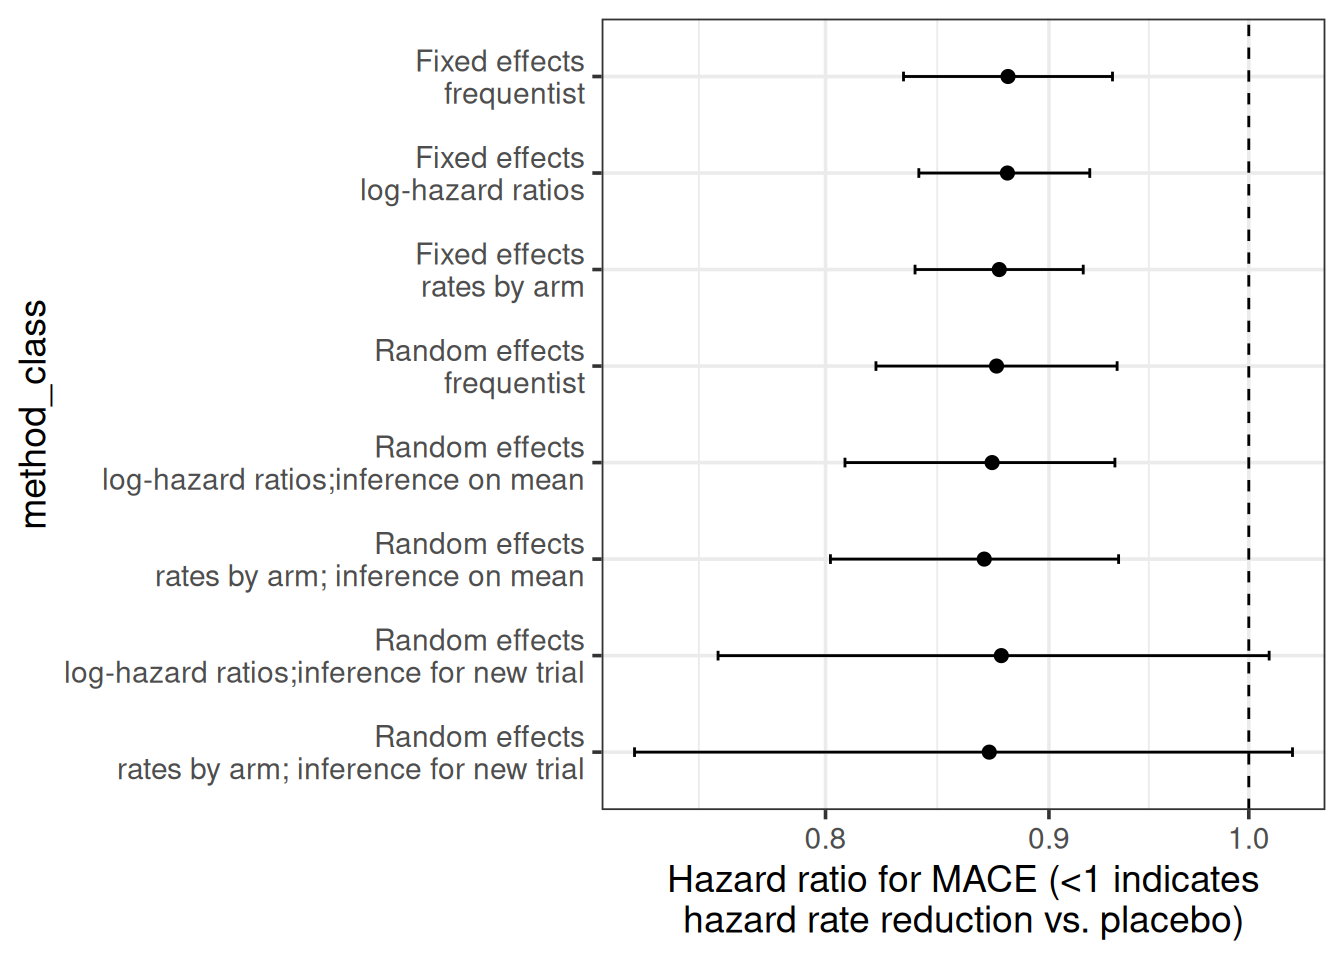 method_class
Fixed effects
frequentist
Fixed effects
log-hazard ratios
Fixed effects
rates by arm
Random effects
frequentist
Random effects
log-hazard ratios;inference on mean
Random effects
rates by arm; inference on mean
Random effects
log-hazard ratios;inference for new trial
Random effects
rates by arm; inference for new trial
0.8 0.9 1.0
Hazard ratio for MACE (<1 indicates
hazard rate reduction vs. placebo)